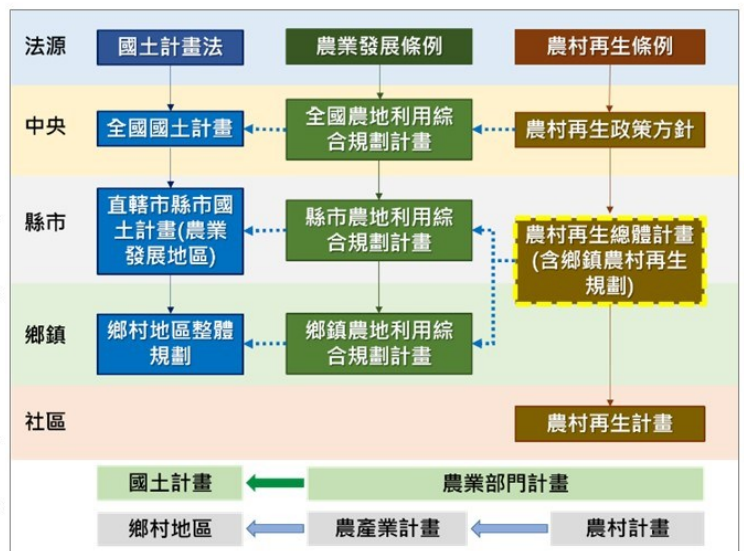 法源
國土計畫法
農業發展條例
農村再生條例
中央
全國國土計畫
全國農地利用綜
合規劃計畫
農村再生政策方針
縣市
直轄市縣市國
土計畫(農業
發展地區)
縣市農地利用綜
合規劃計畫
農村再生總體計畫
(含鄉鎮農村再生
規劃)
鄉鎮
鄉村地區整體
規劃
鄉鎮農地利用綜
合規劃計畫
社區
農村再生計畫
國土計畫
農業部門計畫
鄉村地區
農產業計畫
農村計畫